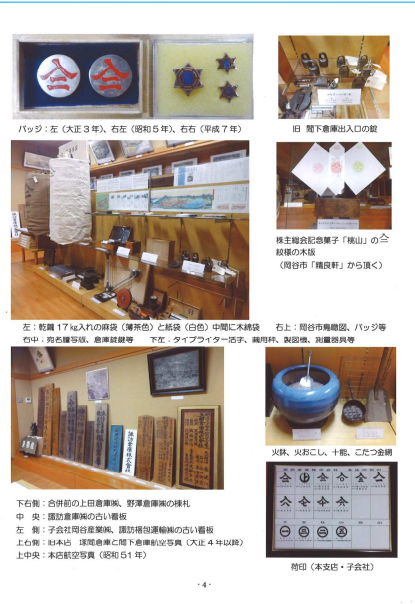 バッジ：左（大正３年）、右左（昭和５年）、右右（平成７年）
旧　間下倉庫出入口の錠
株主総会記念菓子「桃山」の
紋様の木版
（岡谷市「精良軒」から頂く）
左：乾繭１７㎏入れの麻袋（薄茶色）と紙袋（白色）中間に木綿袋　右上：岡谷市鳥瞰図、バッジ等
右中：宛名謄写版、倉庫錠鍵等　下左：タイプライター活字、繭用秤、製図機、測量器具等
諏訪倉庫株式会社
火鉢、火おこし、十能、こたつ金網
下右側：合併前の上田倉庫㈱、野澤倉庫㈱の棟札
中　央：諏訪倉庫㈱の古い看板
左　側：子会社岡谷産業㈱、諏訪梱包運輸㈱の古い看板
上右側：旧本店　塚間倉庫と間下倉庫航空写真（大正４年以降）
上中央：本店航空写真（昭和５１年）
荷印（本支店・子会社）
- 4 -